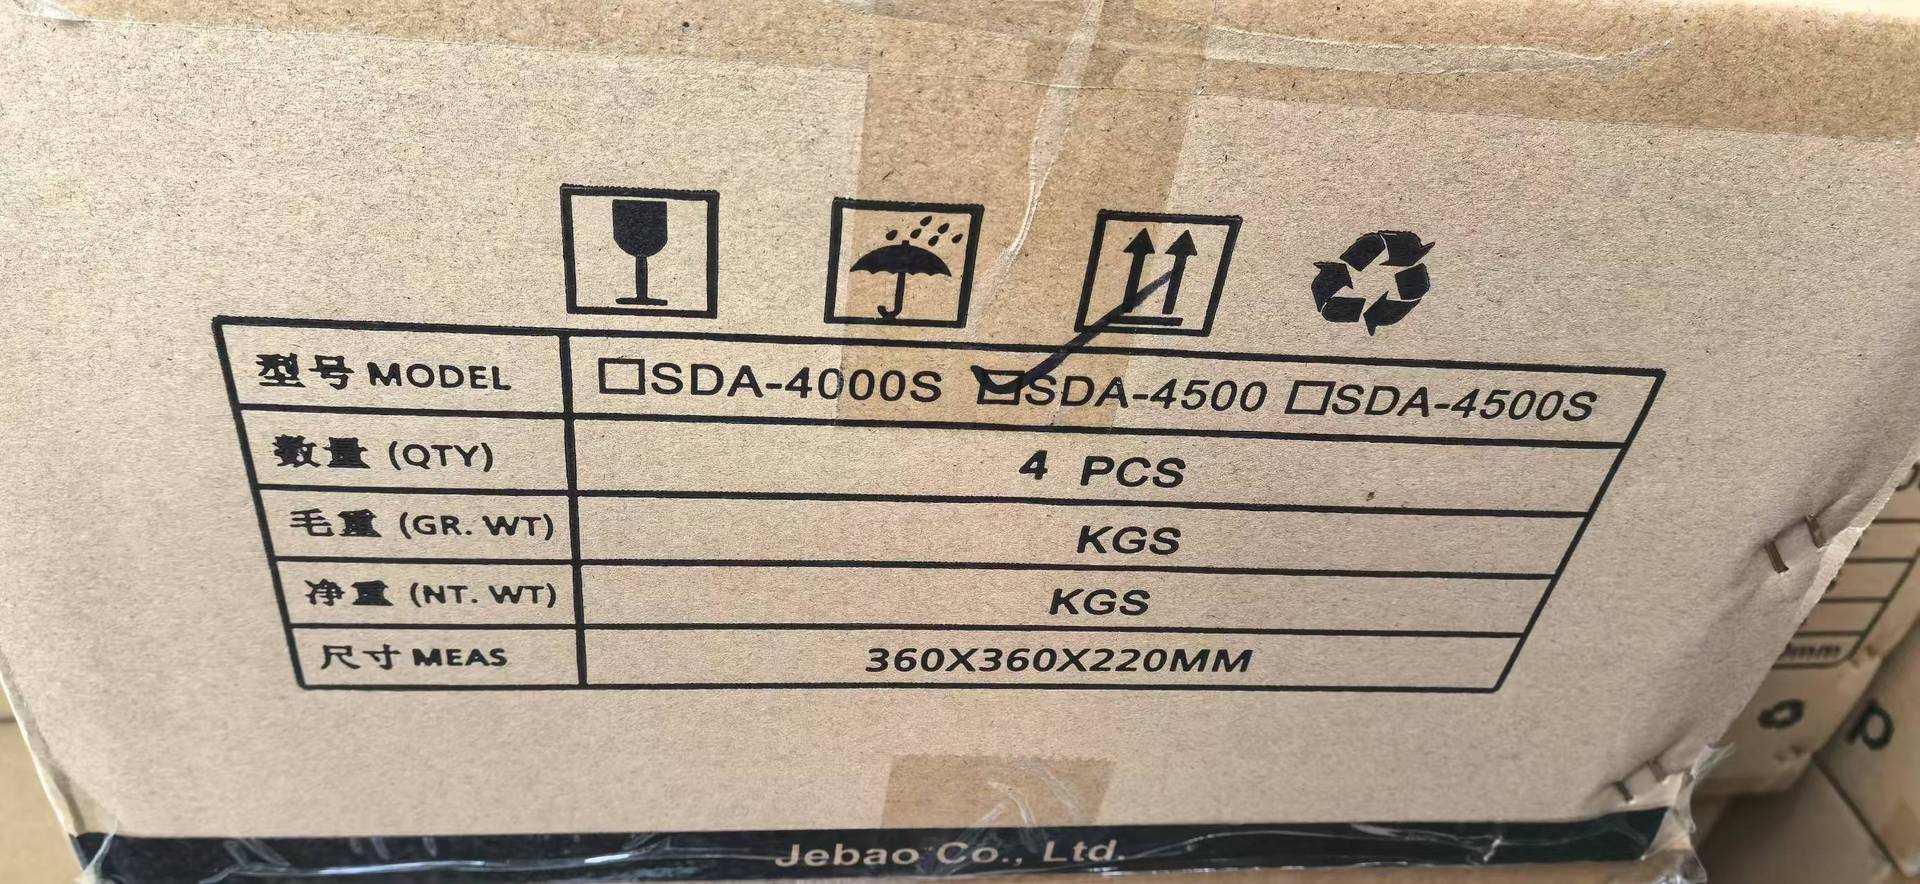 型号 MODEL □SDA-4000S ☑SDA-4500 □SDA-4500S
数量 (QTY) 4 PCS
毛重 (GR. WT) KGS
净重 (NT. WT) KGS
尺寸 MEAS 360X360X220MM
Jebao Co., Ltd.